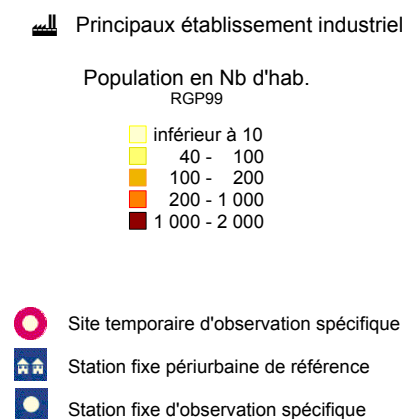 Principaux établissement industriel
Population en Nb d'hab.
RGP99
inférieur à 10
40 - 100
100 - 200
200 - 1 000
1 000 - 2 000
Site temporaire d'observation spécifique
Station fixe périurbaine de référence
Station fixe d'observation spécifique